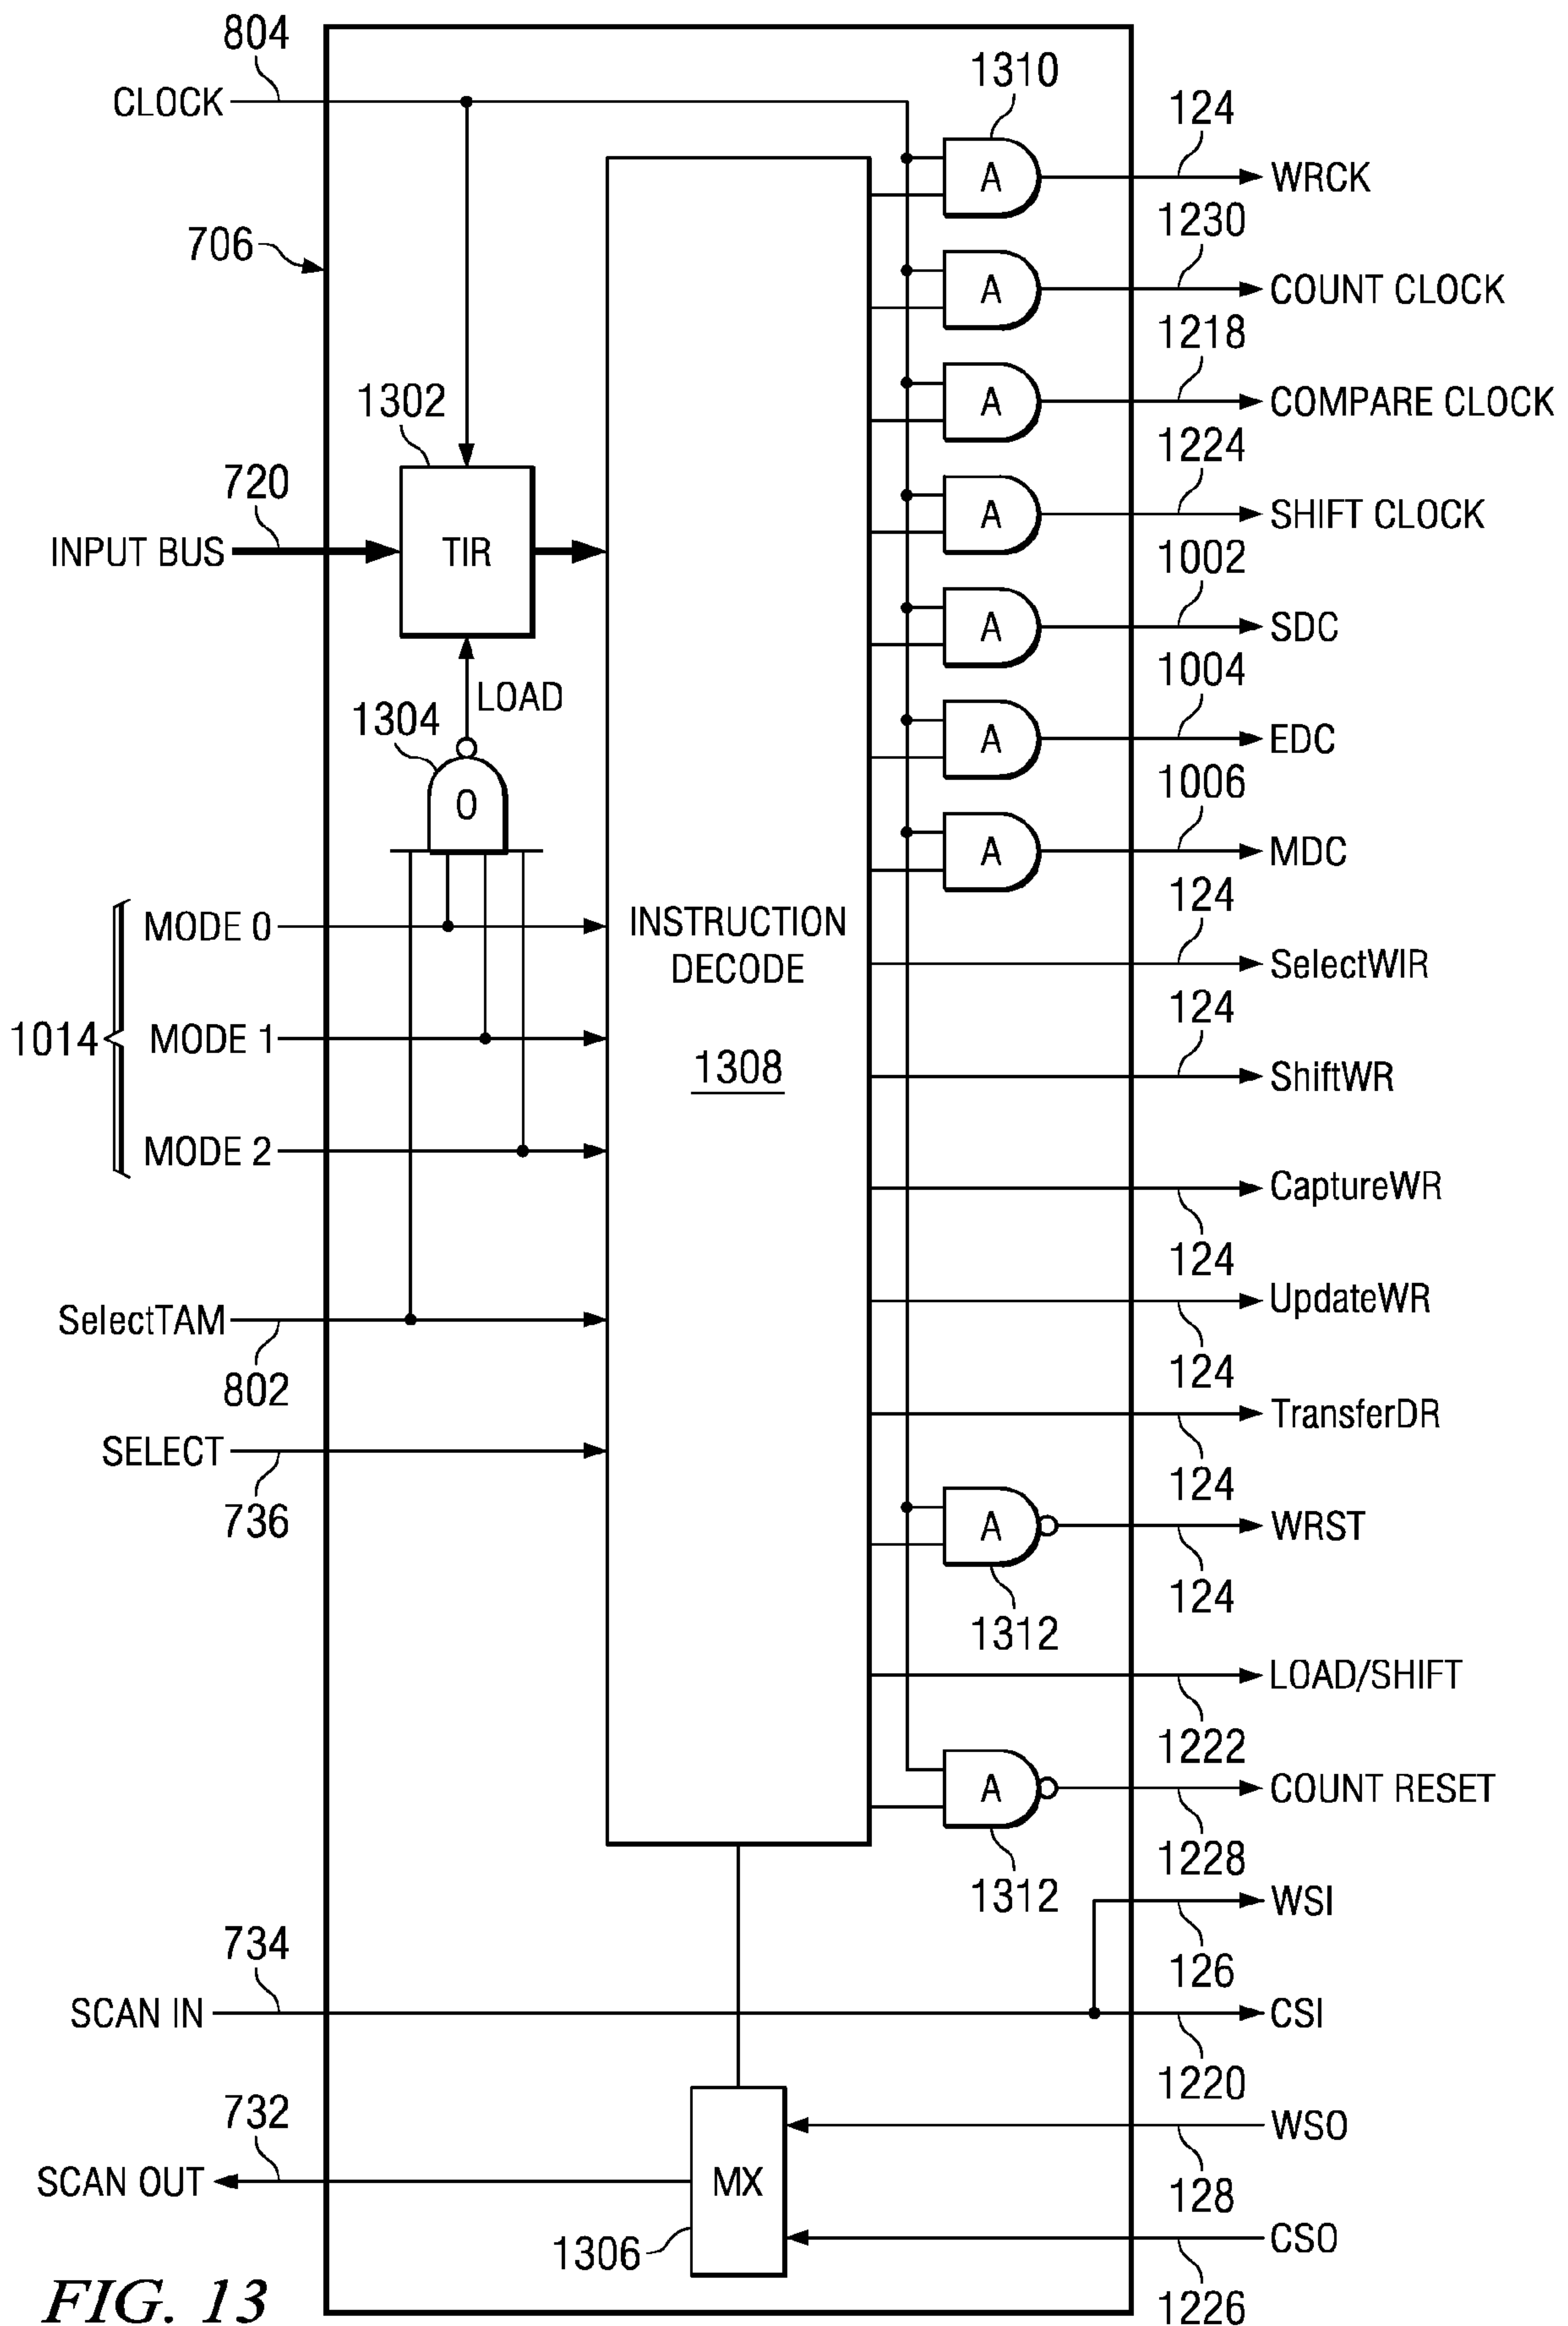 804
CLOCK
1310
A
124
WRCK
706
1230
A
COUNT CLOCK
1218
A
COMPARE CLOCK
1302
1224
720
INPUT BUS
TIR
A
SHIFT CLOCK
1002
A
SDC
LOAD
1304
1004
A
EDC
O
1006
A
MDC
124
MODE 0
INSTRUCTION
DECODE
SelectWIR
124
1014
MODE 1
1308
ShiftWR
MODE 2
CaptureWR
124
SelectTAM
UpdateWR
802
124
SELECT
TransferDR
736
124
A
WRST
124
1312
LOAD/SHIFT
1222
A
COUNT RESET
1228
1312
WSI
734
126
SCAN IN
CSI
1220
732
WSO
SCAN OUT
MX
128
1306
CSO
1226
FIG. 13